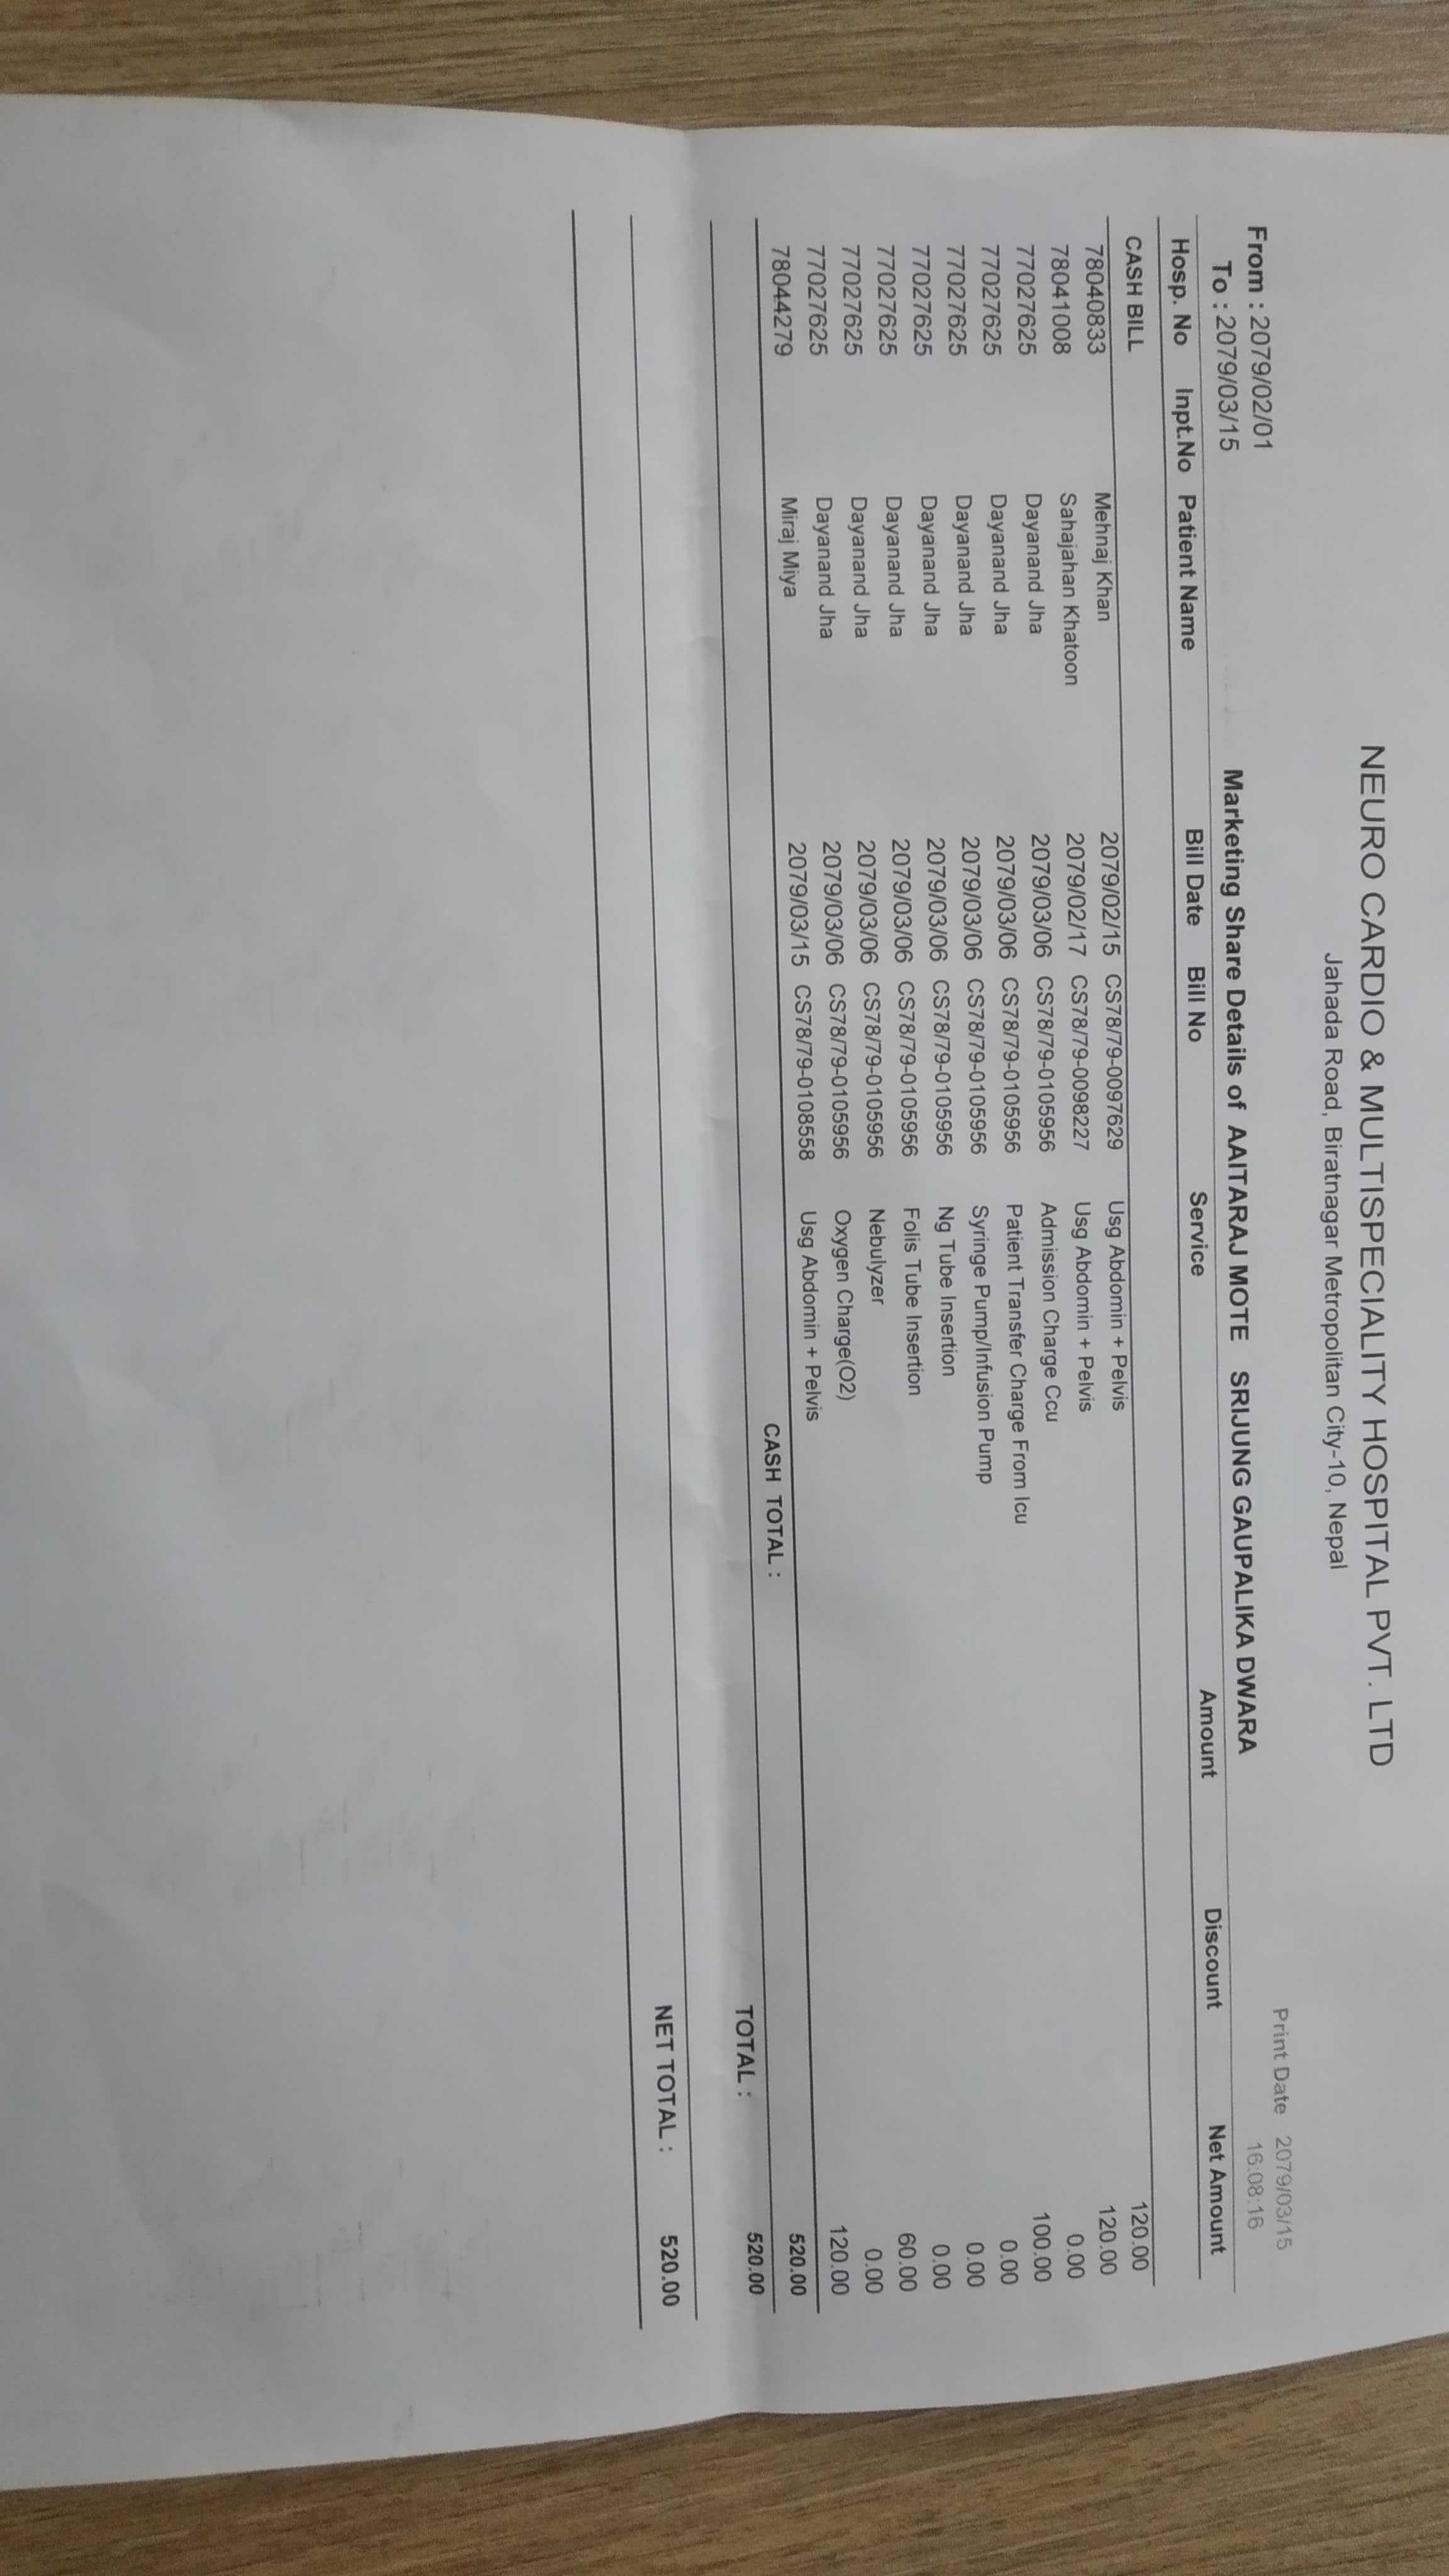 NEURO CARDIO & MULTISPECIALITY HOSPITAL PVT. LTD
Jahada Road, Biratnagar Metropolitan City-10, Nepal
From : 2079/02/01
To : 2079/03/15
Print Date 2079/03/15
16:08:16
Marketing Share Details of AAITARAJ MOTE SRIJUNG GAUPALIKA DWARA
Hosp. No Inpt.No Patient Name Bill Date Bill No Service Amount Discount Net Amount
CASH BILL
78040833 Mehnaj Khan 2079/02/15 CS78/79-0097629 Usg Abdomin + Pelvis 120.00
78041008 Sahajahan Khatoon 2079/02/17 CS78/79-0098227 Usg Abdomin + Pelvis 120.00
77027625 Dayanand Jha 2079/03/06 CS78/79-0105956 Admission Charge Ccu 0.00
77027625 Dayanand Jha 2079/03/06 CS78/79-0105956 Patient Transfer Charge From Icu 100.00
77027625 Dayanand Jha 2079/03/06 CS78/79-0105956 Syringe Pump/Infusion Pump 0.00
77027625 Dayanand Jha 2079/03/06 CS78/79-0105956 Ng Tube Insertion 0.00
77027625 Dayanand Jha 2079/03/06 CS78/79-0105956 Folis Tube Insertion 0.00
77027625 Dayanand Jha 2079/03/06 CS78/79-0105956 Nebulyzer 60.00
77027625 Dayanand Jha 2079/03/06 CS78/79-0105956 Oxygen Charge(O2) 0.00
78044279 Miraj Miya 2079/03/15 CS78/79-0108558 Usg Abdomin + Pelvis 120.00
CASH TOTAL : 520.00
TOTAL : 520.00
NET TOTAL : 520.00